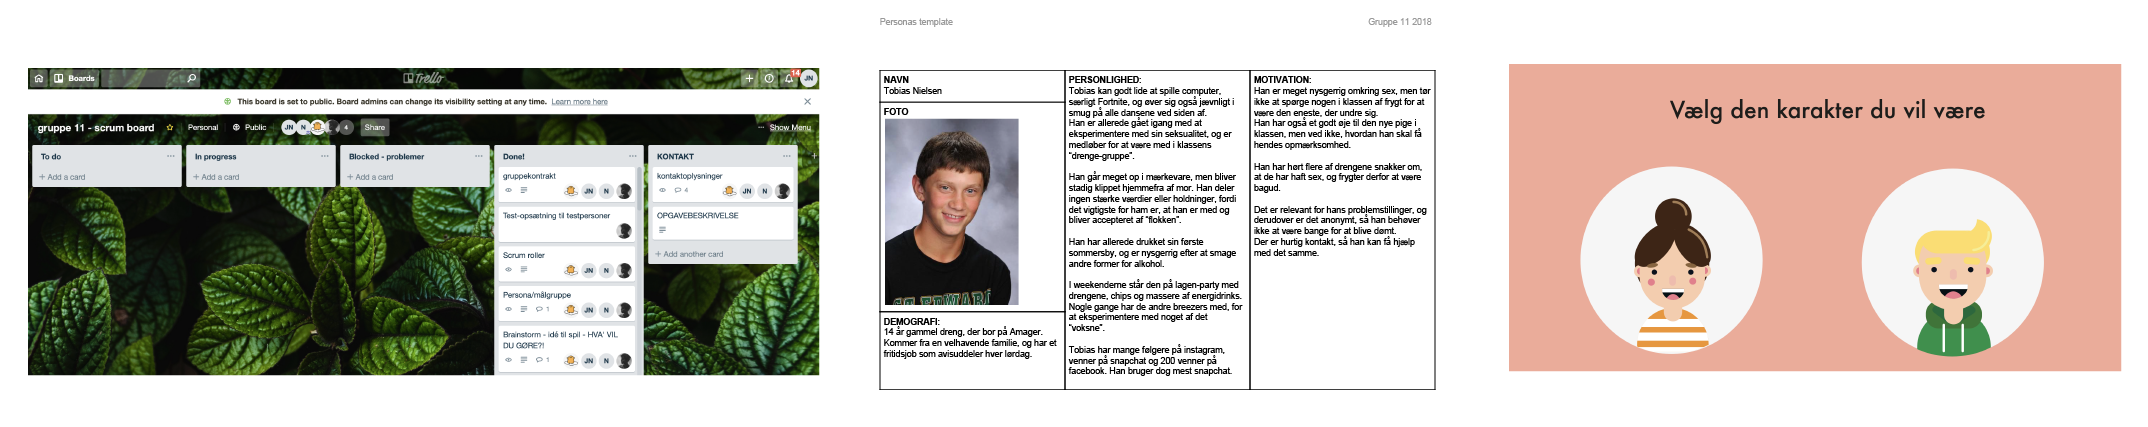 Boards
Trello
14
JN
This board is set to public. Board admins can change its visibility setting at any time. Learn more here
gruppe 11 - scrum board
Personal
Public
JN
N
4
Share
Show Menu
To do
+ Add a card
In progress
+ Add a card
Blocked - problemer
+ Add a card
Done!
gruppekontrakt
JN N
Test-opsætning til testpersoner
Scrum roller
JN N
Persona/målgruppe
1
JN N
Brainstorm - idé til spil - HVA' VIL
DU GØRE?!
1
JN N
KONTAKT
kontaktoplysninger
4
JN N
OPGAVEBESKRIVELSE
+ Add another card
Personas template
Gruppe 11 2018
NAVN
Tobias Nielsen
FOTO
DEMOGRAFI:
14 år gammel dreng, der bor på Amager.
Kommer fra en velhavende familie, og har et
fritidsjob som avisuddeler hver lørdag.
PERSONLIGHED:
Tobias kan godt lide at spille computer,
særligt Fortnite, og øver sig også jævnligt i
smug på alle dansene ved siden af.
Han er allerede gået igang med at
eksperimentere med sin seksualitet, og er
medløber for at være med i klassens
"drenge-gruppe".
Han går meget op i mærkevare, men bliver
stadig klippet hjemmefra af mor. Han deler
ingen stærke værdier eller holdninger, fordi
det vigtigste for ham er, at han er med og
bliver accepteret af "flokken".
Han har allerede drukket sin første
sommersby, og er nysgerrig efter at smage
andre former for alkohol.
I weekenderne står den på lagen-party med
drengene, chips og massere af energidrinks.
Nogle gange har de andre breezers med, for
at eksperimentere med noget af det
"voksne".
Tobias har mange følgere på instagram,
venner på snapchat og 200 venner på
facebook. Han bruger dog mest snapchat.
MOTIVATION:
Han er meget nysgerrig omkring sex, men tør
ikke at spørge nogen i klassen af frygt for at
være den eneste, der undre sig.
Han har også et godt øje til den nye pige i
klassen, men ved ikke, hvordan han skal få
hendes opmærksomhed.
Han har hørt flere af drengene snakker om,
at de har haft sex, og frygter derfor at være
bagud.
Det er relevant for hans problemstillinger, og
derudover er det anonymt, så han behøver
ikke at være bange for at blive dømt.
Der er hurtig kontakt, så han kan få hjælp
med det samme.
Vælg den karakter du vil være